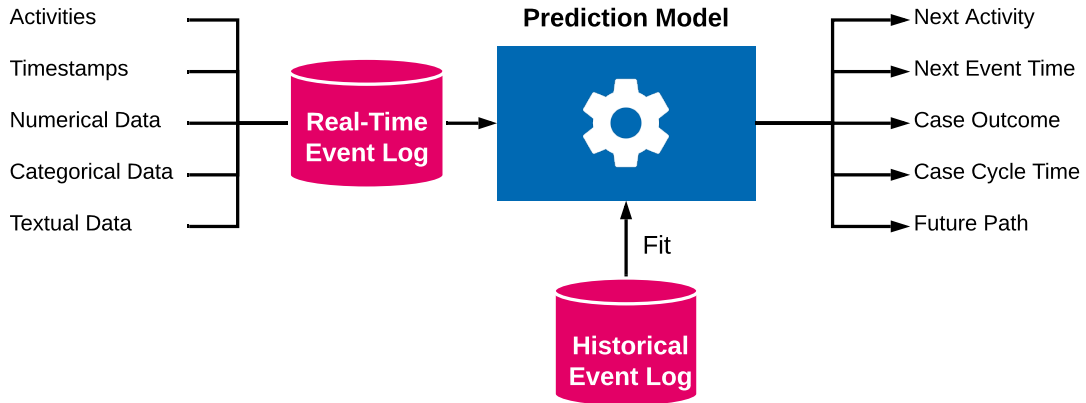 Activities
Timestamps
Numerical Data
Categorical Data
Textual Data
Real-Time
Event Log
Prediction Model
Fit
Historical
Event Log
Next Activity
Next Event Time
Case Outcome
Case Cycle Time
Future Path